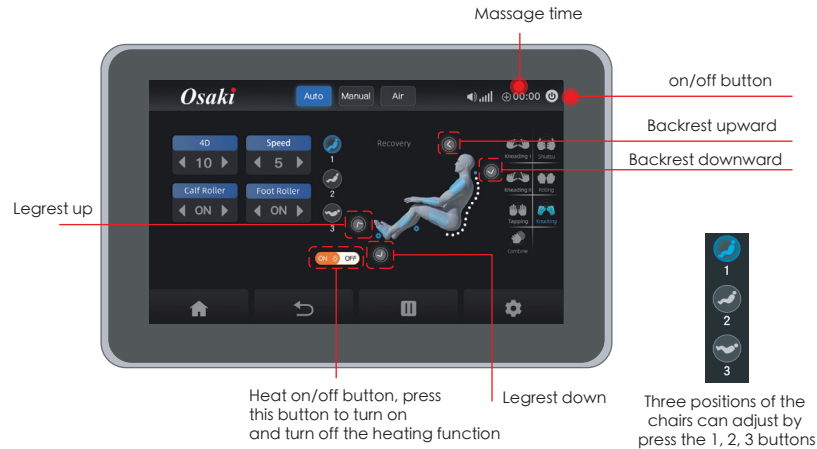 Massage time
on/off button
Backrest upward
Backrest downward
Legrest up
Osaki
Auto
Manual
Air
00:00
4D
10
Speed
5
Calf Roller
ON
Foot Roller
ON
1
2
3
Recovery
Kneading I
Shiatsu
Kneading II
Rolling
Tapping
Knocking
Combine
ON
OFF
Heat on/off button, press
this button to turn on
and turn off the heating function
Legrest down
1
2
3
Three positions of the
chairs can adjust by
press the 1, 2, 3 buttons